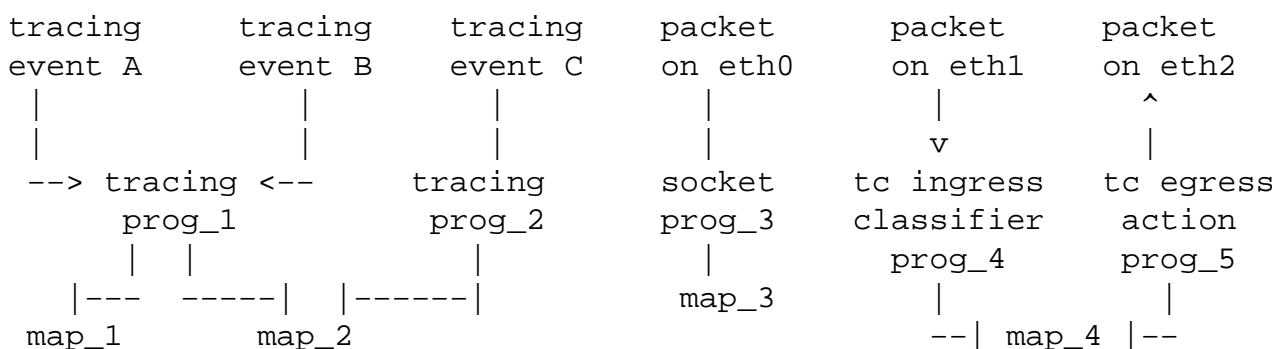 tracing     tracing     tracing     packet      packet     packet
event A     event B     event C     on eth0     on eth1    on eth2
 |             |          |           |           |          ^
 |             |          |           |           v          |
 --> tracing <--     tracing      socket    tc ingress   tc egress
      prog_1          prog_2      prog_3    classifier    action
      |  |              |           |         prog_4      prog_5
   |---  -----|  |------|          map_3        |           |
 map_1       map_2                              --| map_4 |--